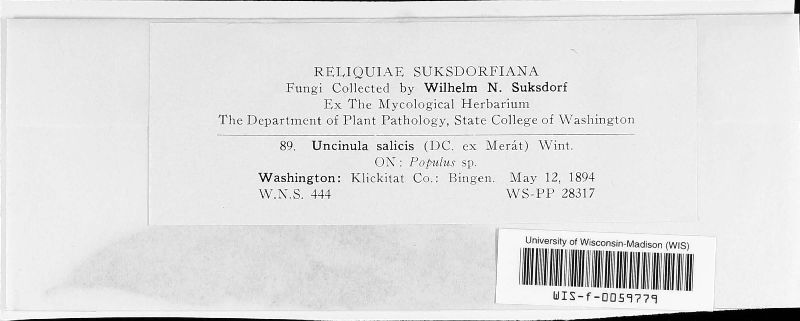 RELIQUIAE SUKSDORFIANA
Fungi Collected by Wilhelm N. Suksdorf
Ex The Mycological Herbarium
The Department of Plant Pathology, State College of Washington
89. Uncinula salicis (DC. ex Merát) Wint.
ON: Populus sp.
Washington: Klickitat Co.: Bingen. May 12, 1894
W.N.S. 444 WS-PP 28317
University of Wisconsin-Madison (WIS)
WIS-f-0059779